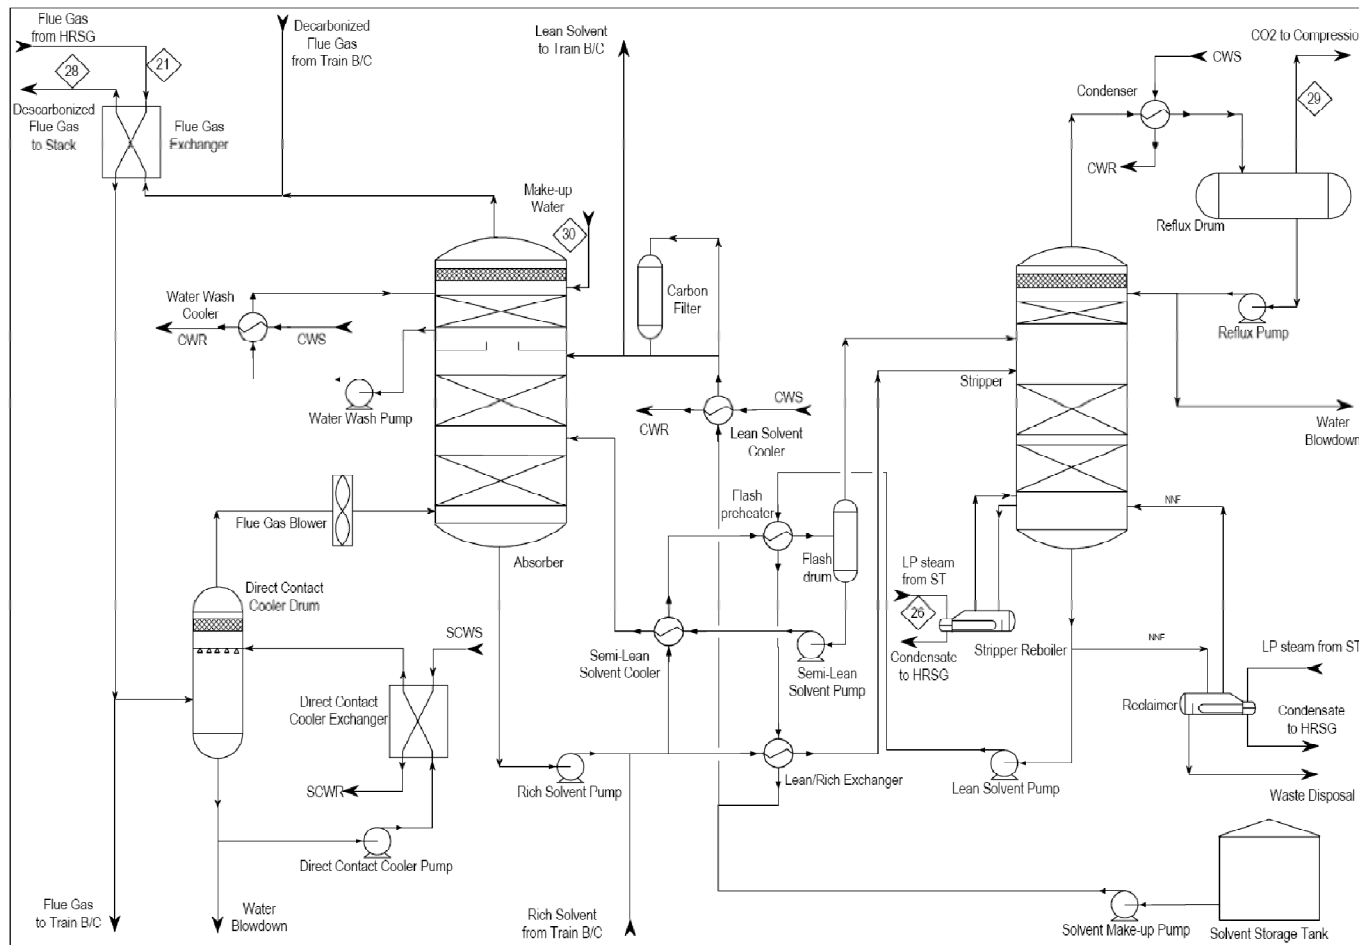 Flue Gas
from HRSG
28
21
Descarbonized
Flue Gas
to Stack
Flue Gas
Exchanger
Decarbonized
Flue Gas
from Train B/C
Lean Solvent
to Train B/C
Make-up
Water
30
Carbon
Filter
Water Wash
Cooler
CWR
CWS
Water Wash Pump
CWS
CWR
Lean Solvent
Cooler
Flue Gas Blower
Absorber
Direct Contact
Cooler Drum
SCWS
Direct Contact
Cooler Exchanger
SCWR
Direct Contact Cooler Pump
Flue Gas
to Train B/C
Water
Blowdown
Rich Solvent Pump
Rich Solvent
from Train B/C
Semi-Lean
Solvent Cooler
Flash
preheater
Flash
drum
Semi-Lean
Solvent Pump
Lean/Rich Exchanger
CWS
Condenser
CWR
CO2 to Compression
29
Reflux Drum
Reflux Pump
Stripper
Water
Blowdown
NNF
LP steam
from ST
26
Condensate
to HRSG
Stripper Reboiler
NNF
LP steam from ST
Reclaimer
Condensate
to HRSG
Waste Disposal
Lean Solvent Pump
Solvent Make-up Pump
Solvent Storage Tank